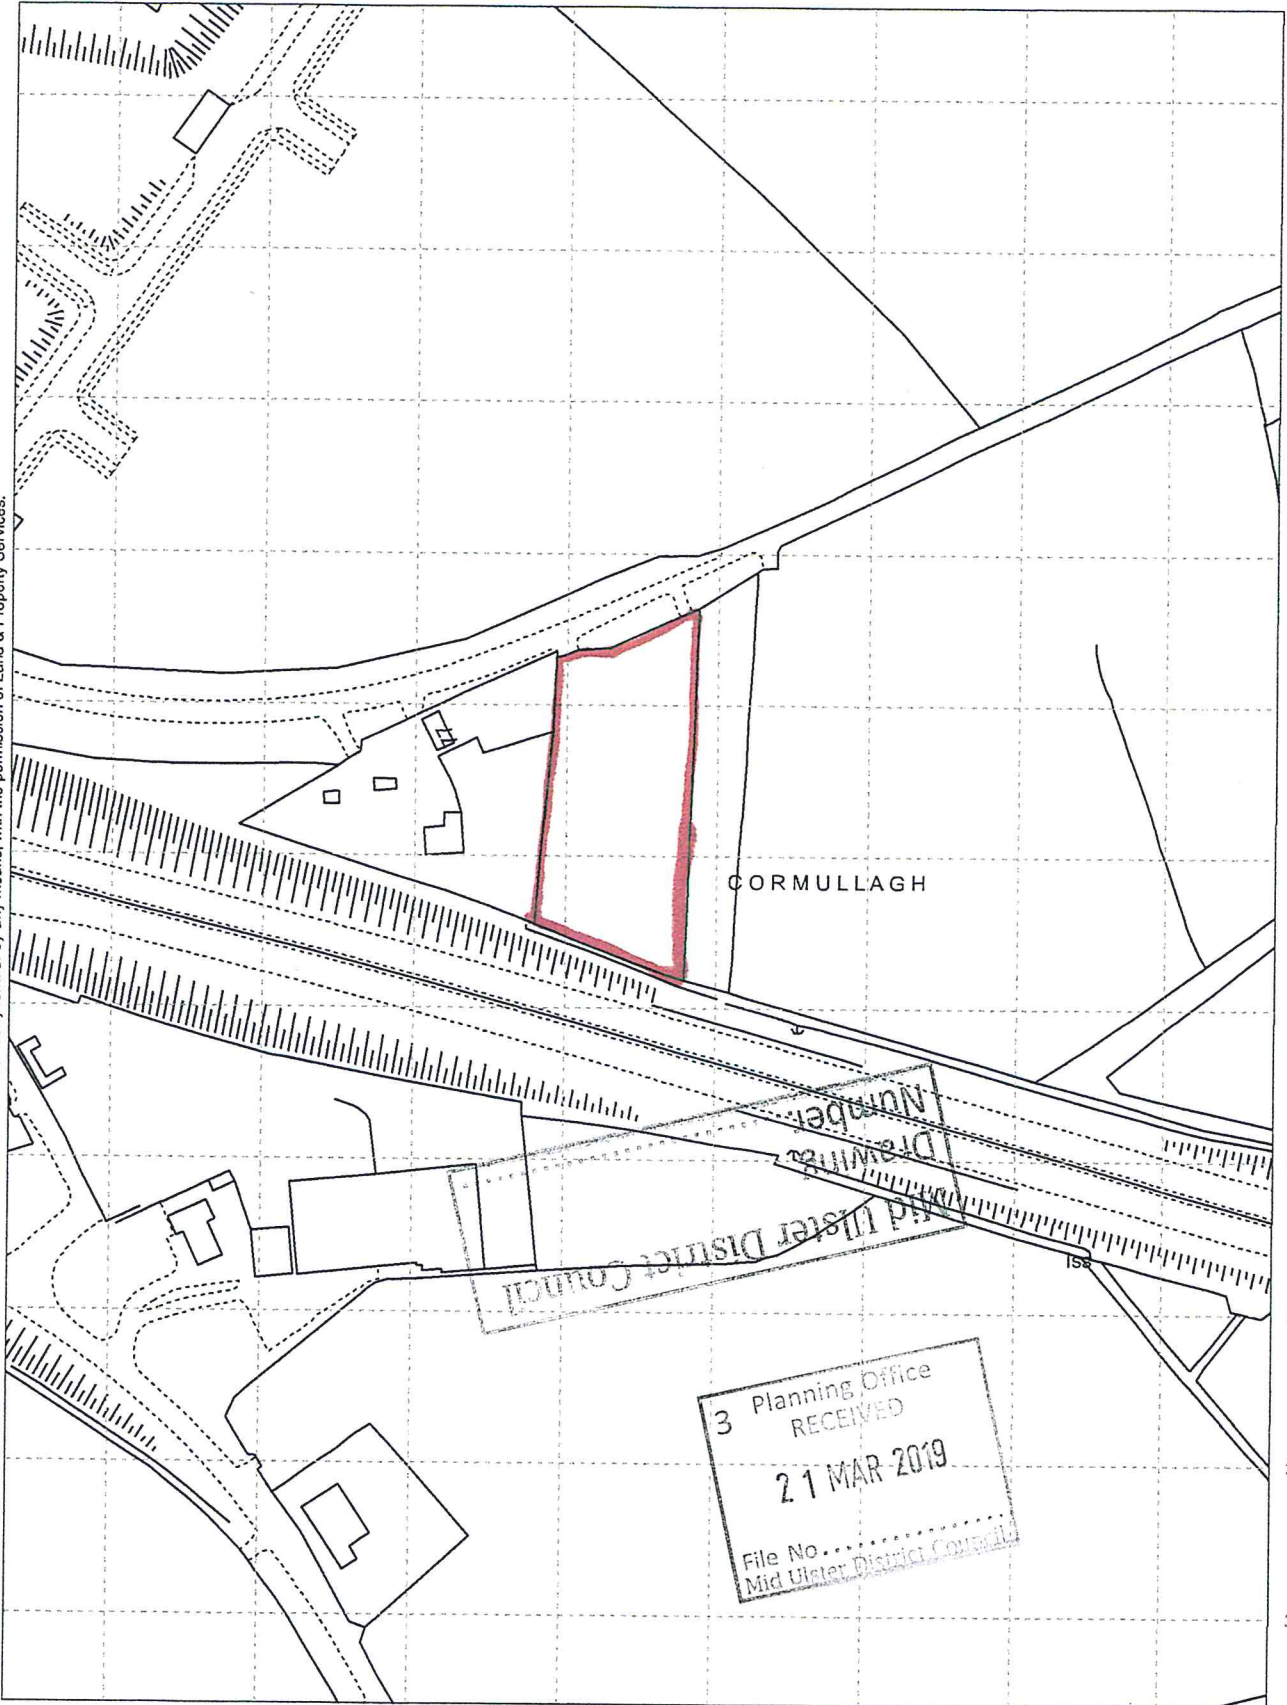 CORMULLAGH
Mid Ulster District Council
Drawing
Number:
Iss
3 Planning Office
RECEIVED
21 MAR 2019
File No..................
Mid Ulster District Council